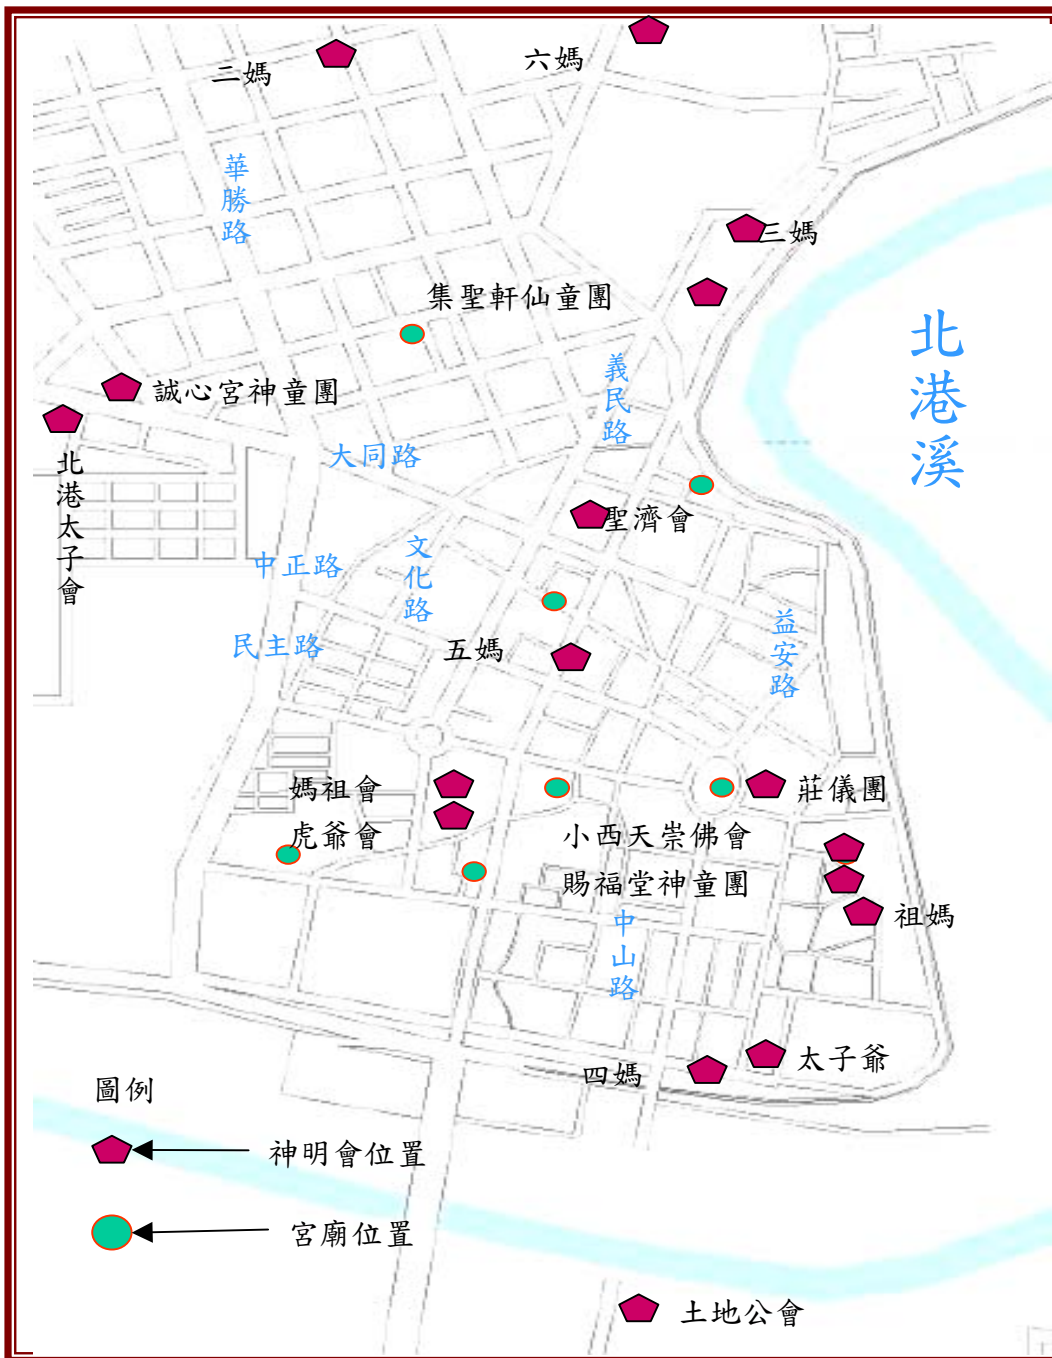 六媽
二媽
華勝路
三媽
集聖軒仙童團
北港溪
義民路
誠心宮神童團
大同路
北港太子會
聖濟會
文化路
中正路
益安路
民主路
五媽
媽祖會
莊儀團
虎爺會
小西天崇佛會
賜福堂神童團
祖媽
中山路
太子爺
四媽
圖例
神明會位置
宮廟位置
土地公會